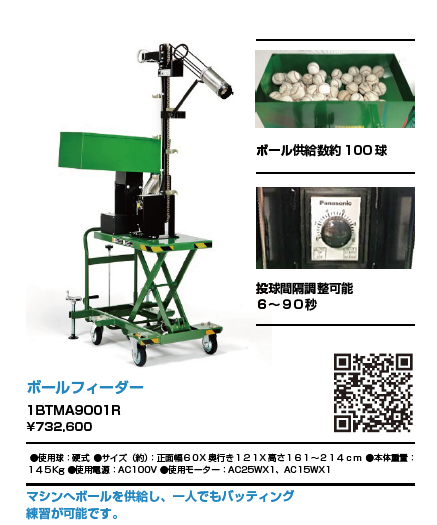 ボール供給数約100球
Panasonic
投球間隔調整可能
6～90秒
ボールフィーダー
1BTMA9001R
¥732,600
●使用球：硬式 ●サイズ（約）：正面幅60X奥行き121X高さ161～214cm ●本体重量：
145Kg ●使用電源：AC100V ●使用モーター：AC25WX1、AC15WX1
マシンへボールを供給し、一人でもバッティング
練習が可能です。